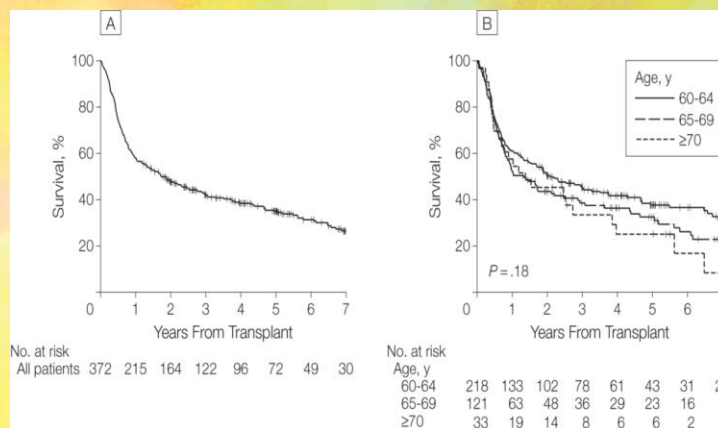 A
100
80
60
40
20
0
Survival, %
1 2 3 4 5 6 7
Years From Transplant
No. at risk
All patients 372 215 164 122 96 72 49 30
B
100
80
60
40
20
0
Survival, %
Age, y
60-64
65-69
≥70
P = .18
1 2 3 4 5 6
Years From Transplant
No. at risk
Age, y
60-64 218 133 102 78 61 43 31
65-69 121 63 48 36 29 23 16
≥70 33 19 14 8 6 6 2